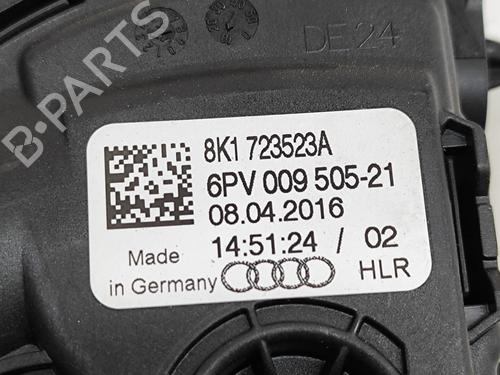 B-PARTS
DE24
8K1 723523A
6PV 009 505-21
08.04.2016
14:51:24 / 02
Made
in Germany
HLR